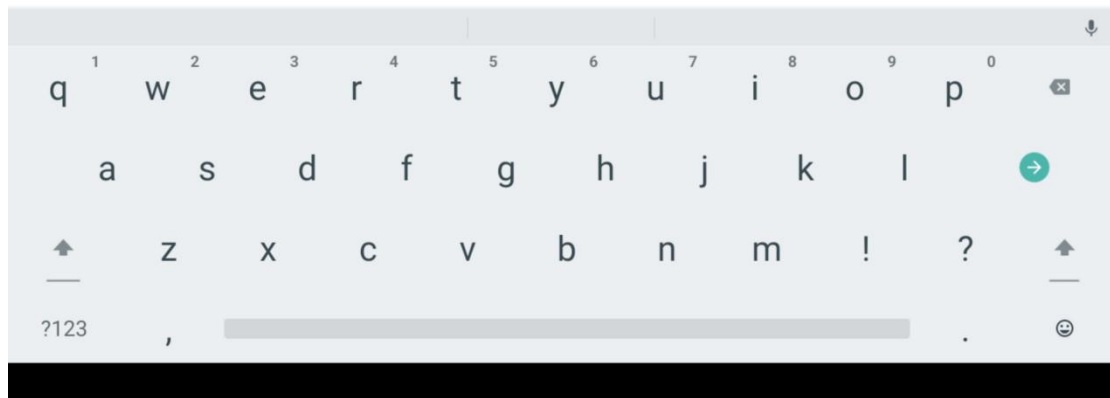 1 2 3 4 5 6 7 8 9 0
q w e r t y u i o p
a s d f g h j k l
z x c v b n m ! ?
?123 , .